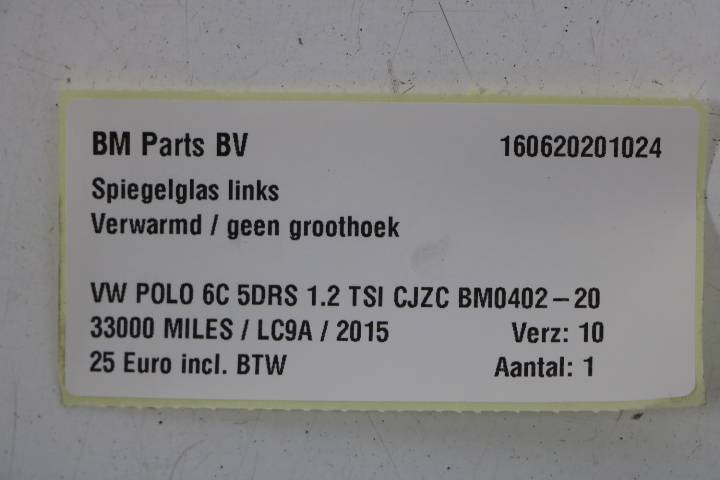 BM Parts BV 160620201024
Spiegelglas links
Verwarmd / geen groothoek
VW POLO 6C 5DRS 1.2 TSI CJZC BM0402-20
33000 MILES / LC9A / 2015 Verz: 10
25 Euro incl. BTW Aantal: 1